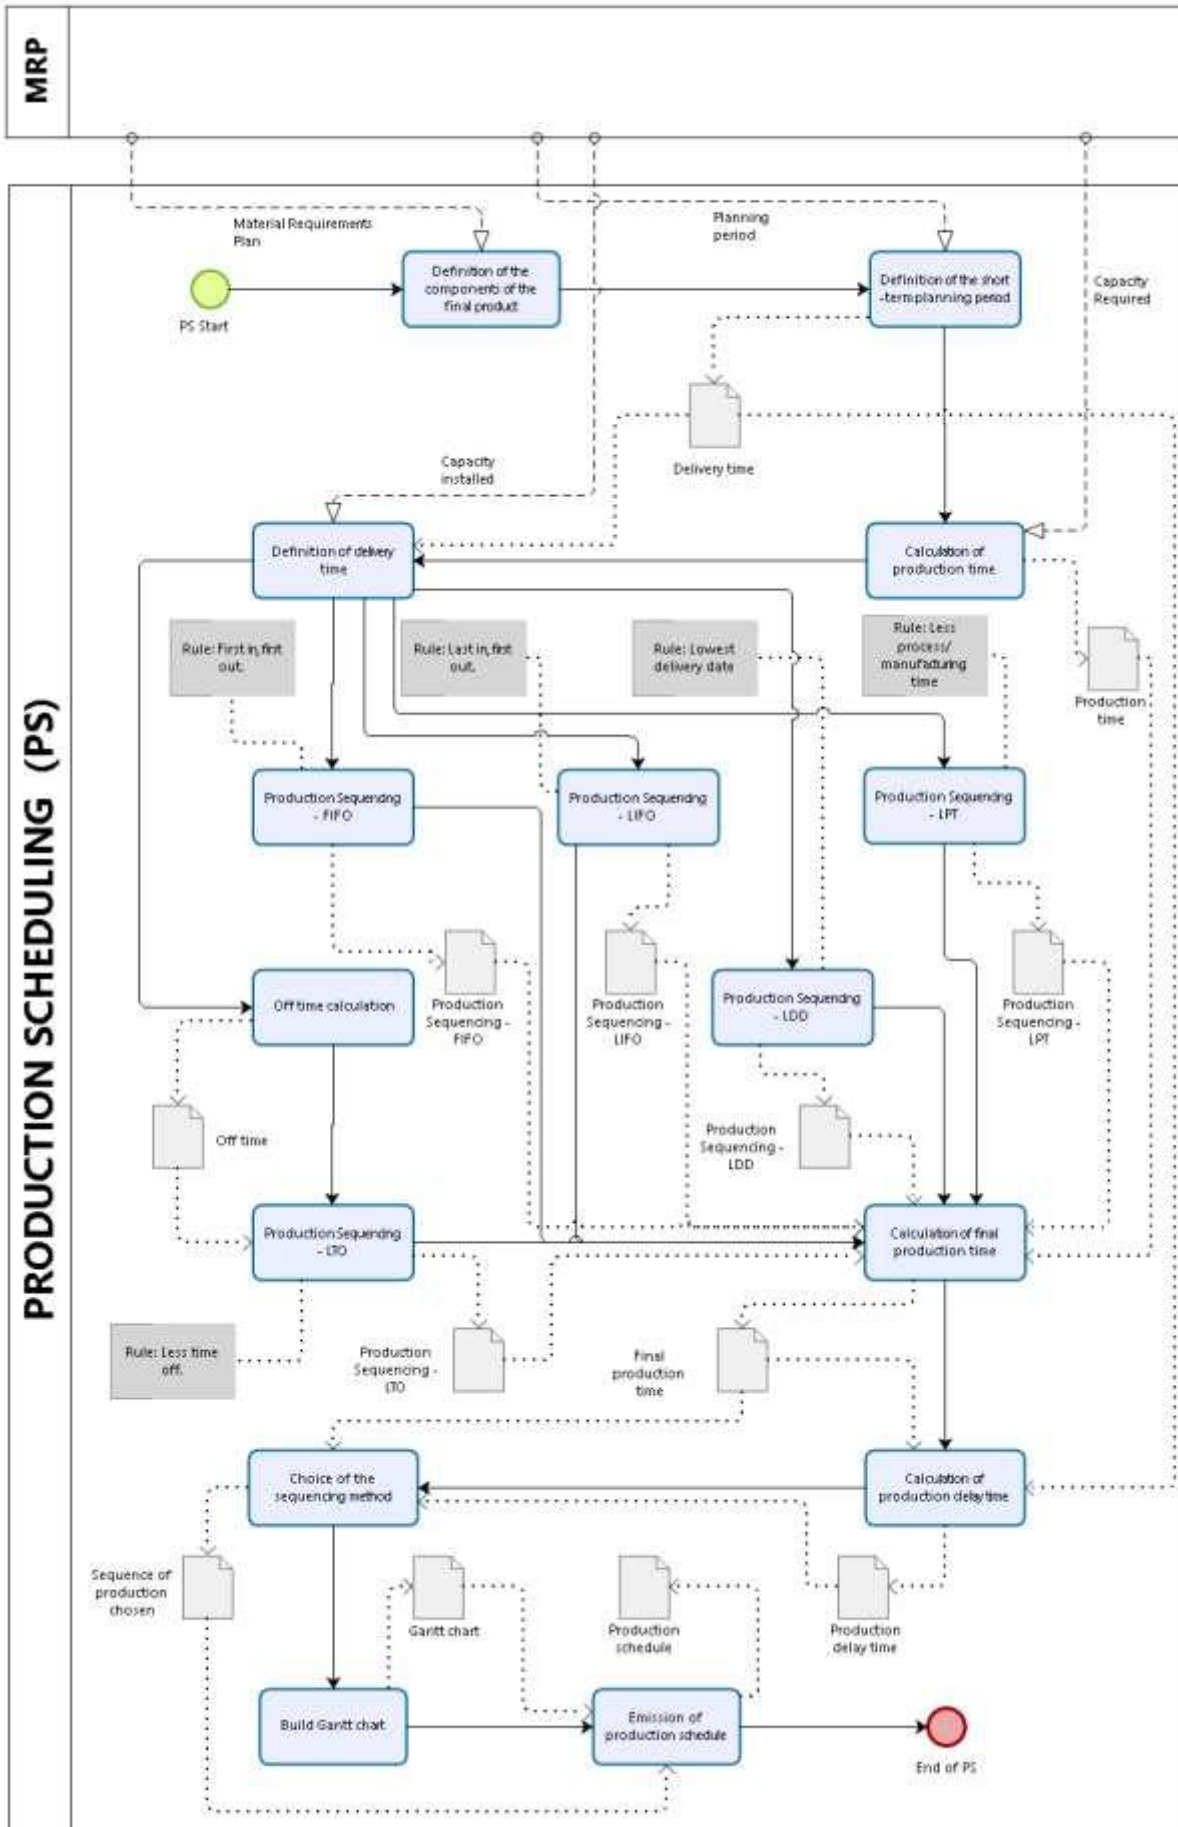 MRP
PRODUCTION SCHEDULING (PS)
Material Requirements
Plan
Planning
period
Definition of the
components of the
final product
Definition of the short
-term planning period
Capacity
Required
PS Start
Delivery time
Capacity
installed
Definition of delivery
time
Calculation of
production time
Rule: First in, first
out.
Rule: Last in, first
out.
Rule: Lowest
delivery date
Rule: Less
process/
manufacturing
time
Production
time
Production Sequencing
- FIFO
Production Sequencing
- LIFO
Production Sequencing
- LPT
Off time calculation
Production
Sequencing -
FIFO
Production
Sequencing -
LIFO
Production Sequencing
- LDD
Production
Sequencing -
LPT
Off time
Production
Sequencing -
LDD
Production Sequencing
- LTO
Calculation of final
production time
Rule: Less time
off.
Production
Sequencing -
LTO
Final
production
time
Choice of the
sequencing method
Calculation of
production delay time
Sequence of
production
chosen
Gantt chart
Production
schedule
Production
delay time
Build Gantt chart
Emission of
production schedule
End of PS